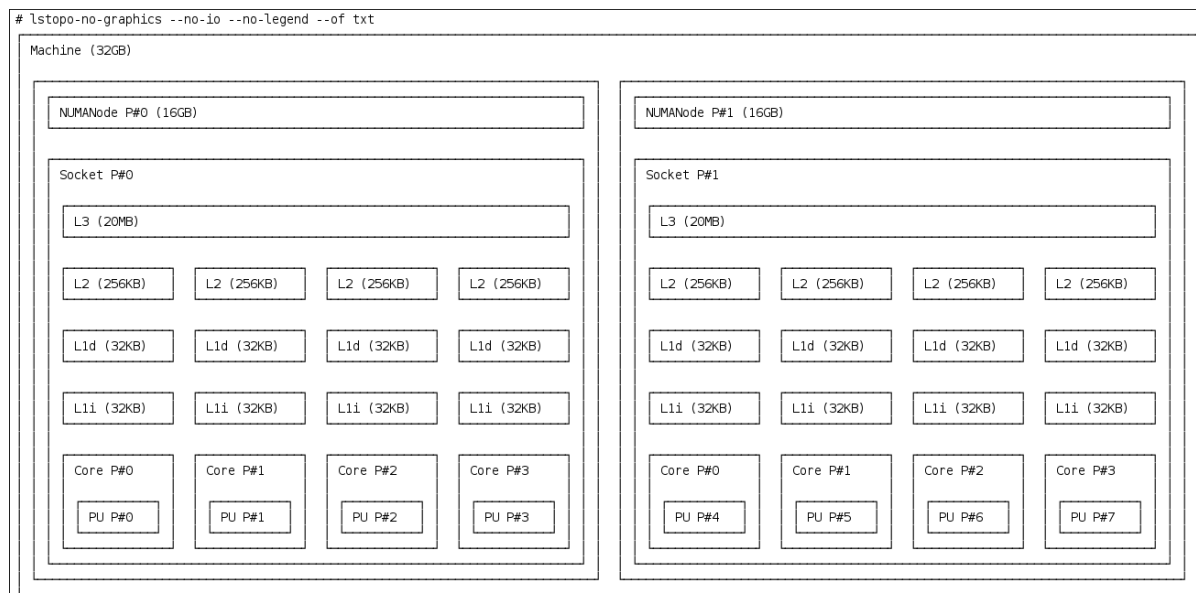 # lstopo-no-graphics --no-io --no-legend --of txt
Machine (32GB)
NUMANode P#0 (16GB) NUMANode P#1 (16GB)
Socket P#0 Socket P#1
L3 (20MB) L3 (20MB)
L2 (256KB) L2 (256KB) L2 (256KB) L2 (256KB) L2 (256KB) L2 (256KB) L2 (256KB) L2 (256KB)
L1d (32KB) L1d (32KB) L1d (32KB) L1d (32KB) L1d (32KB) L1d (32KB) L1d (32KB) L1d (32KB)
L1i (32KB) L1i (32KB) L1i (32KB) L1i (32KB) L1i (32KB) L1i (32KB) L1i (32KB) L1i (32KB)
Core P#0 Core P#1 Core P#2 Core P#3 Core P#0 Core P#1 Core P#2 Core P#3
PU P#0 PU P#1 PU P#2 PU P#3 PU P#4 PU P#5 PU P#6 PU P#7